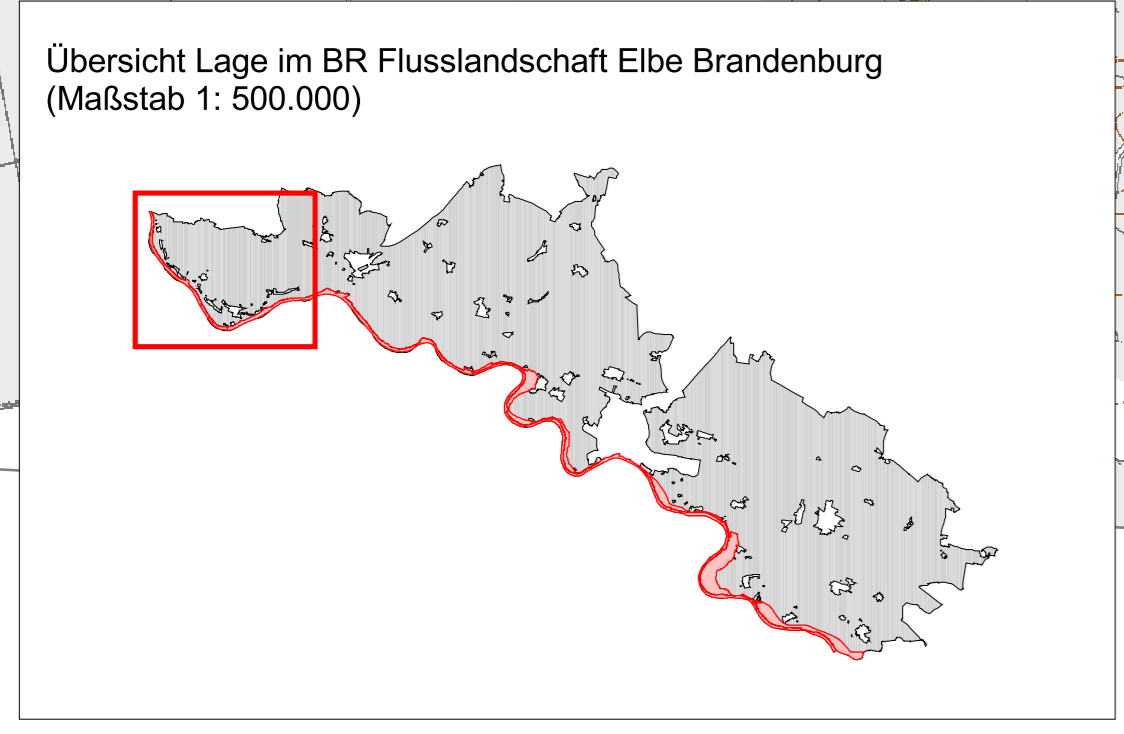 Übersicht Lage im BR Flusslandschaft Elbe Brandenburg
(Maßstab 1: 500.000)